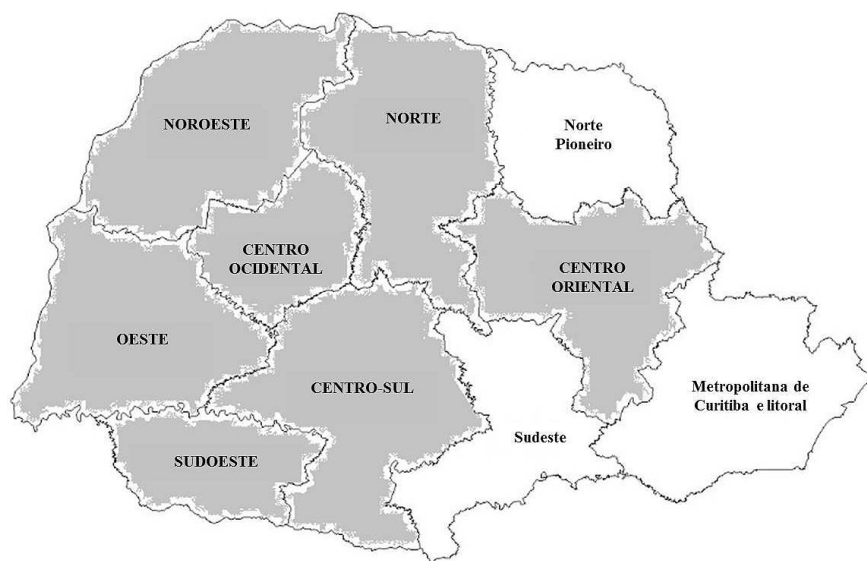 NOROESTE
NORTE
Norte
Pioneiro
CENTRO
OCIDENTAL
CENTRO
ORIENTAL
OESTE
CENTRO-SUL
Metropolitana de
Curitiba e litoral
Sudeste
SUDOESTE